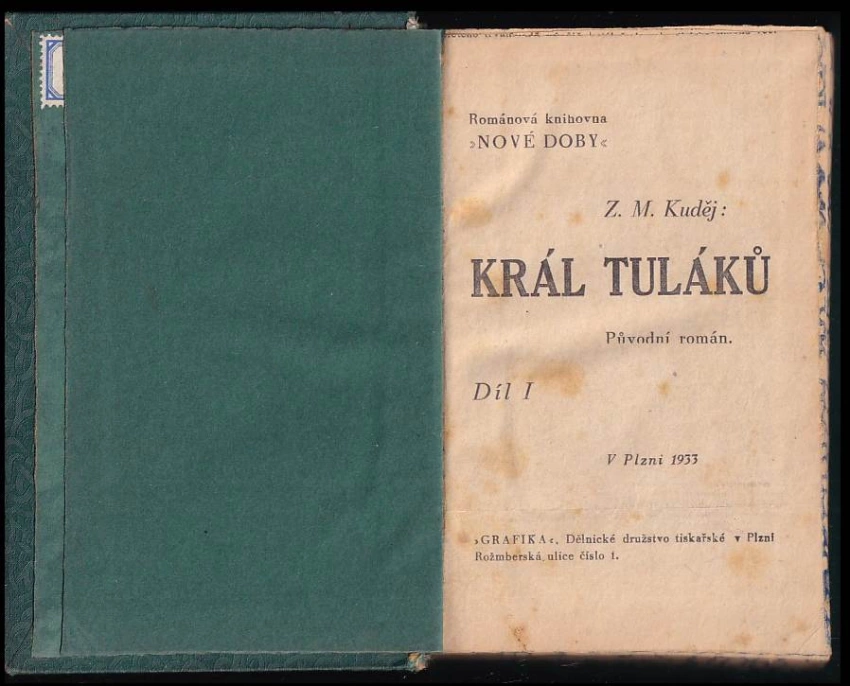 Románová knihovna
»NOVÉ DOBY«
Z. M. Kuděj:
KRÁL TULÁKŮ
Původní román.
Díl I
V Plzni 1933
»GRAFIKA«, Dělnické družstvo tiskařské v Plzni
Rožmberská ulice číslo 1.